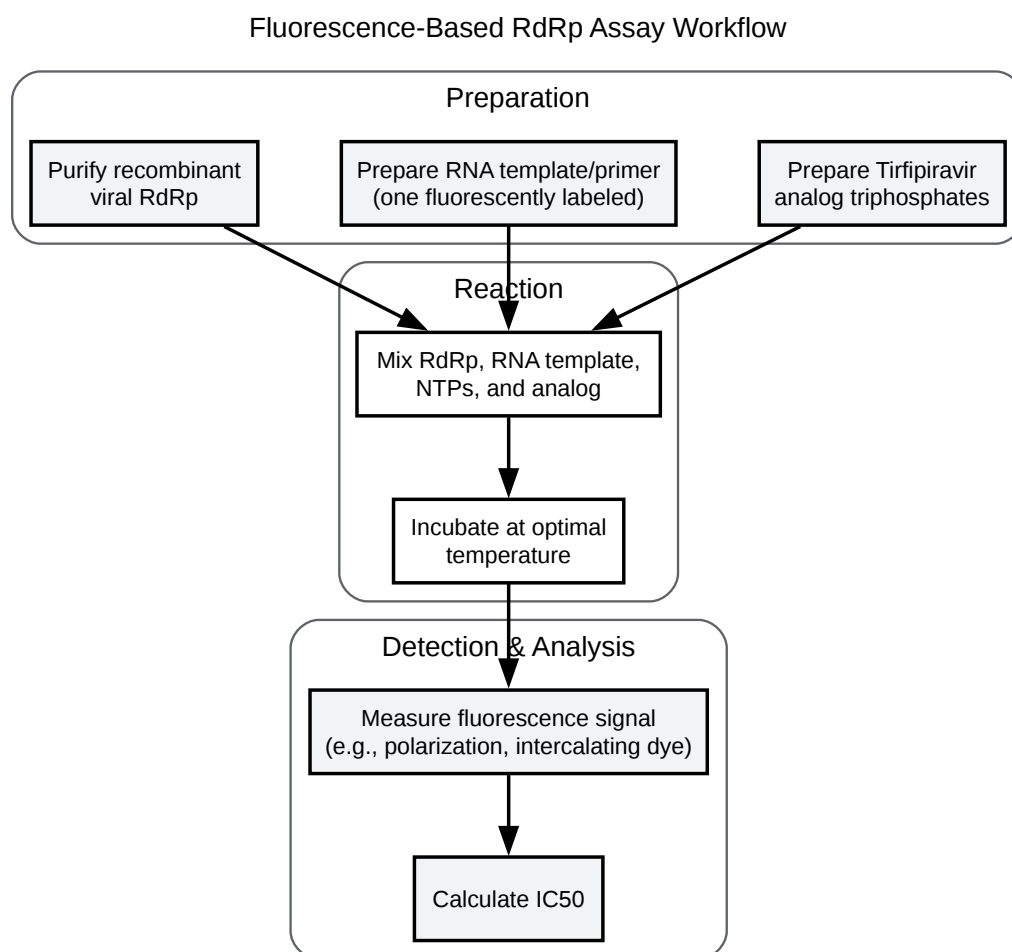 Fluorescence-Based RdRp Assay Workflow
Preparation
Purify recombinant
viral RdRp
Prepare RNA template/primer
(one fluorescently labeled)
Prepare Tirfipiravir
analog triphosphates
Reaction
Mix RdRp, RNA template,
NTPs, and analog
Incubate at optimal
temperature
Detection & Analysis
Measure fluorescence signal
(e.g., polarization, intercalating dye)
Calculate IC50